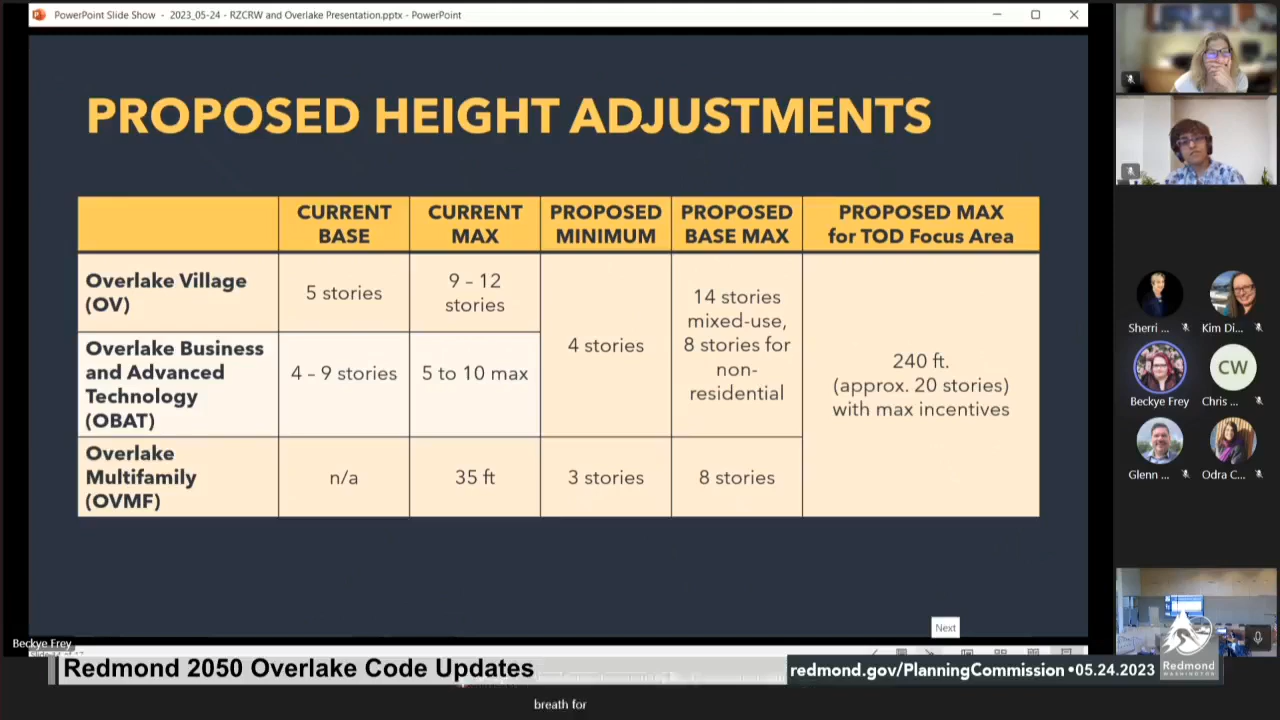 PowerPoint Slide Show - 2023_05-24 - RZCRW and Overlake Presentation.pptx - PowerPoint
PROPOSED HEIGHT ADJUSTMENTS
CURRENT
BASE
CURRENT
MAX
PROPOSED
MINIMUM
PROPOSED
BASE MAX
PROPOSED MAX
for TOD Focus Area
Overlake Village
(OV)
5 stories
9 – 12
stories
4 stories
14 stories
mixed-use,
8 stories for
non-
residential
240 ft.
(approx. 20 stories)
with max incentives
Overlake Business
and Advanced
Technology
(OBAT)
4 – 9 stories
5 to 10 max
Overlake
Multifamily
(OVMF)
n/a
35 ft
3 stories
8 stories
Next
Sherri ...
Kim Di...
Beckye Frey
CW
Chris ...
Glenn ...
Odra C...
Beckye Frey
Redmond 2050 Overlake Code Updates
redmond.gov/PlanningCommission •05.24.2023
Redmond
WASHINGTON
breath for